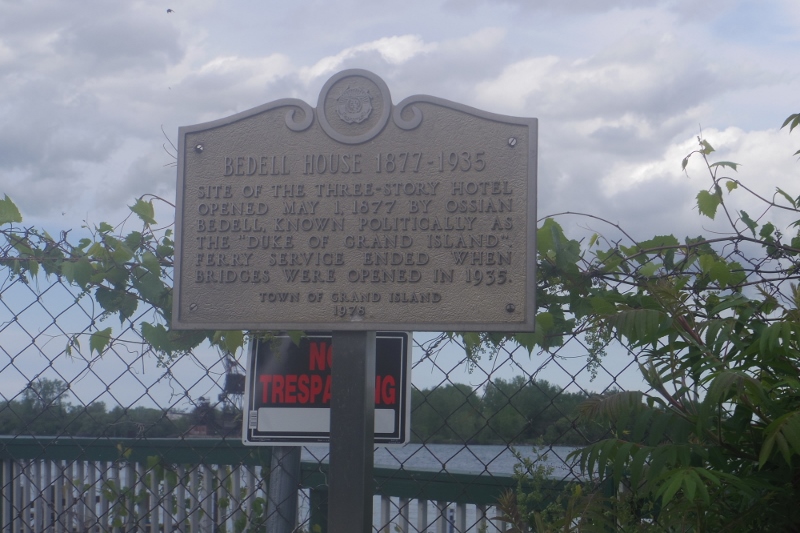 BEDELL HOUSE 1877-1935
SITE OF THE THREE-STORY HOTEL
OPENED MAY 1, 1877 BY OSSIAN
BEDELL, KNOWN POLITICALLY AS
THE "DUKE OF GRAND ISLAND".
FERRY SERVICE ENDED WHEN
BRIDGES WERE OPENED IN 1935.
TOWN OF GRAND ISLAND
1978
NO
TRESPASSING